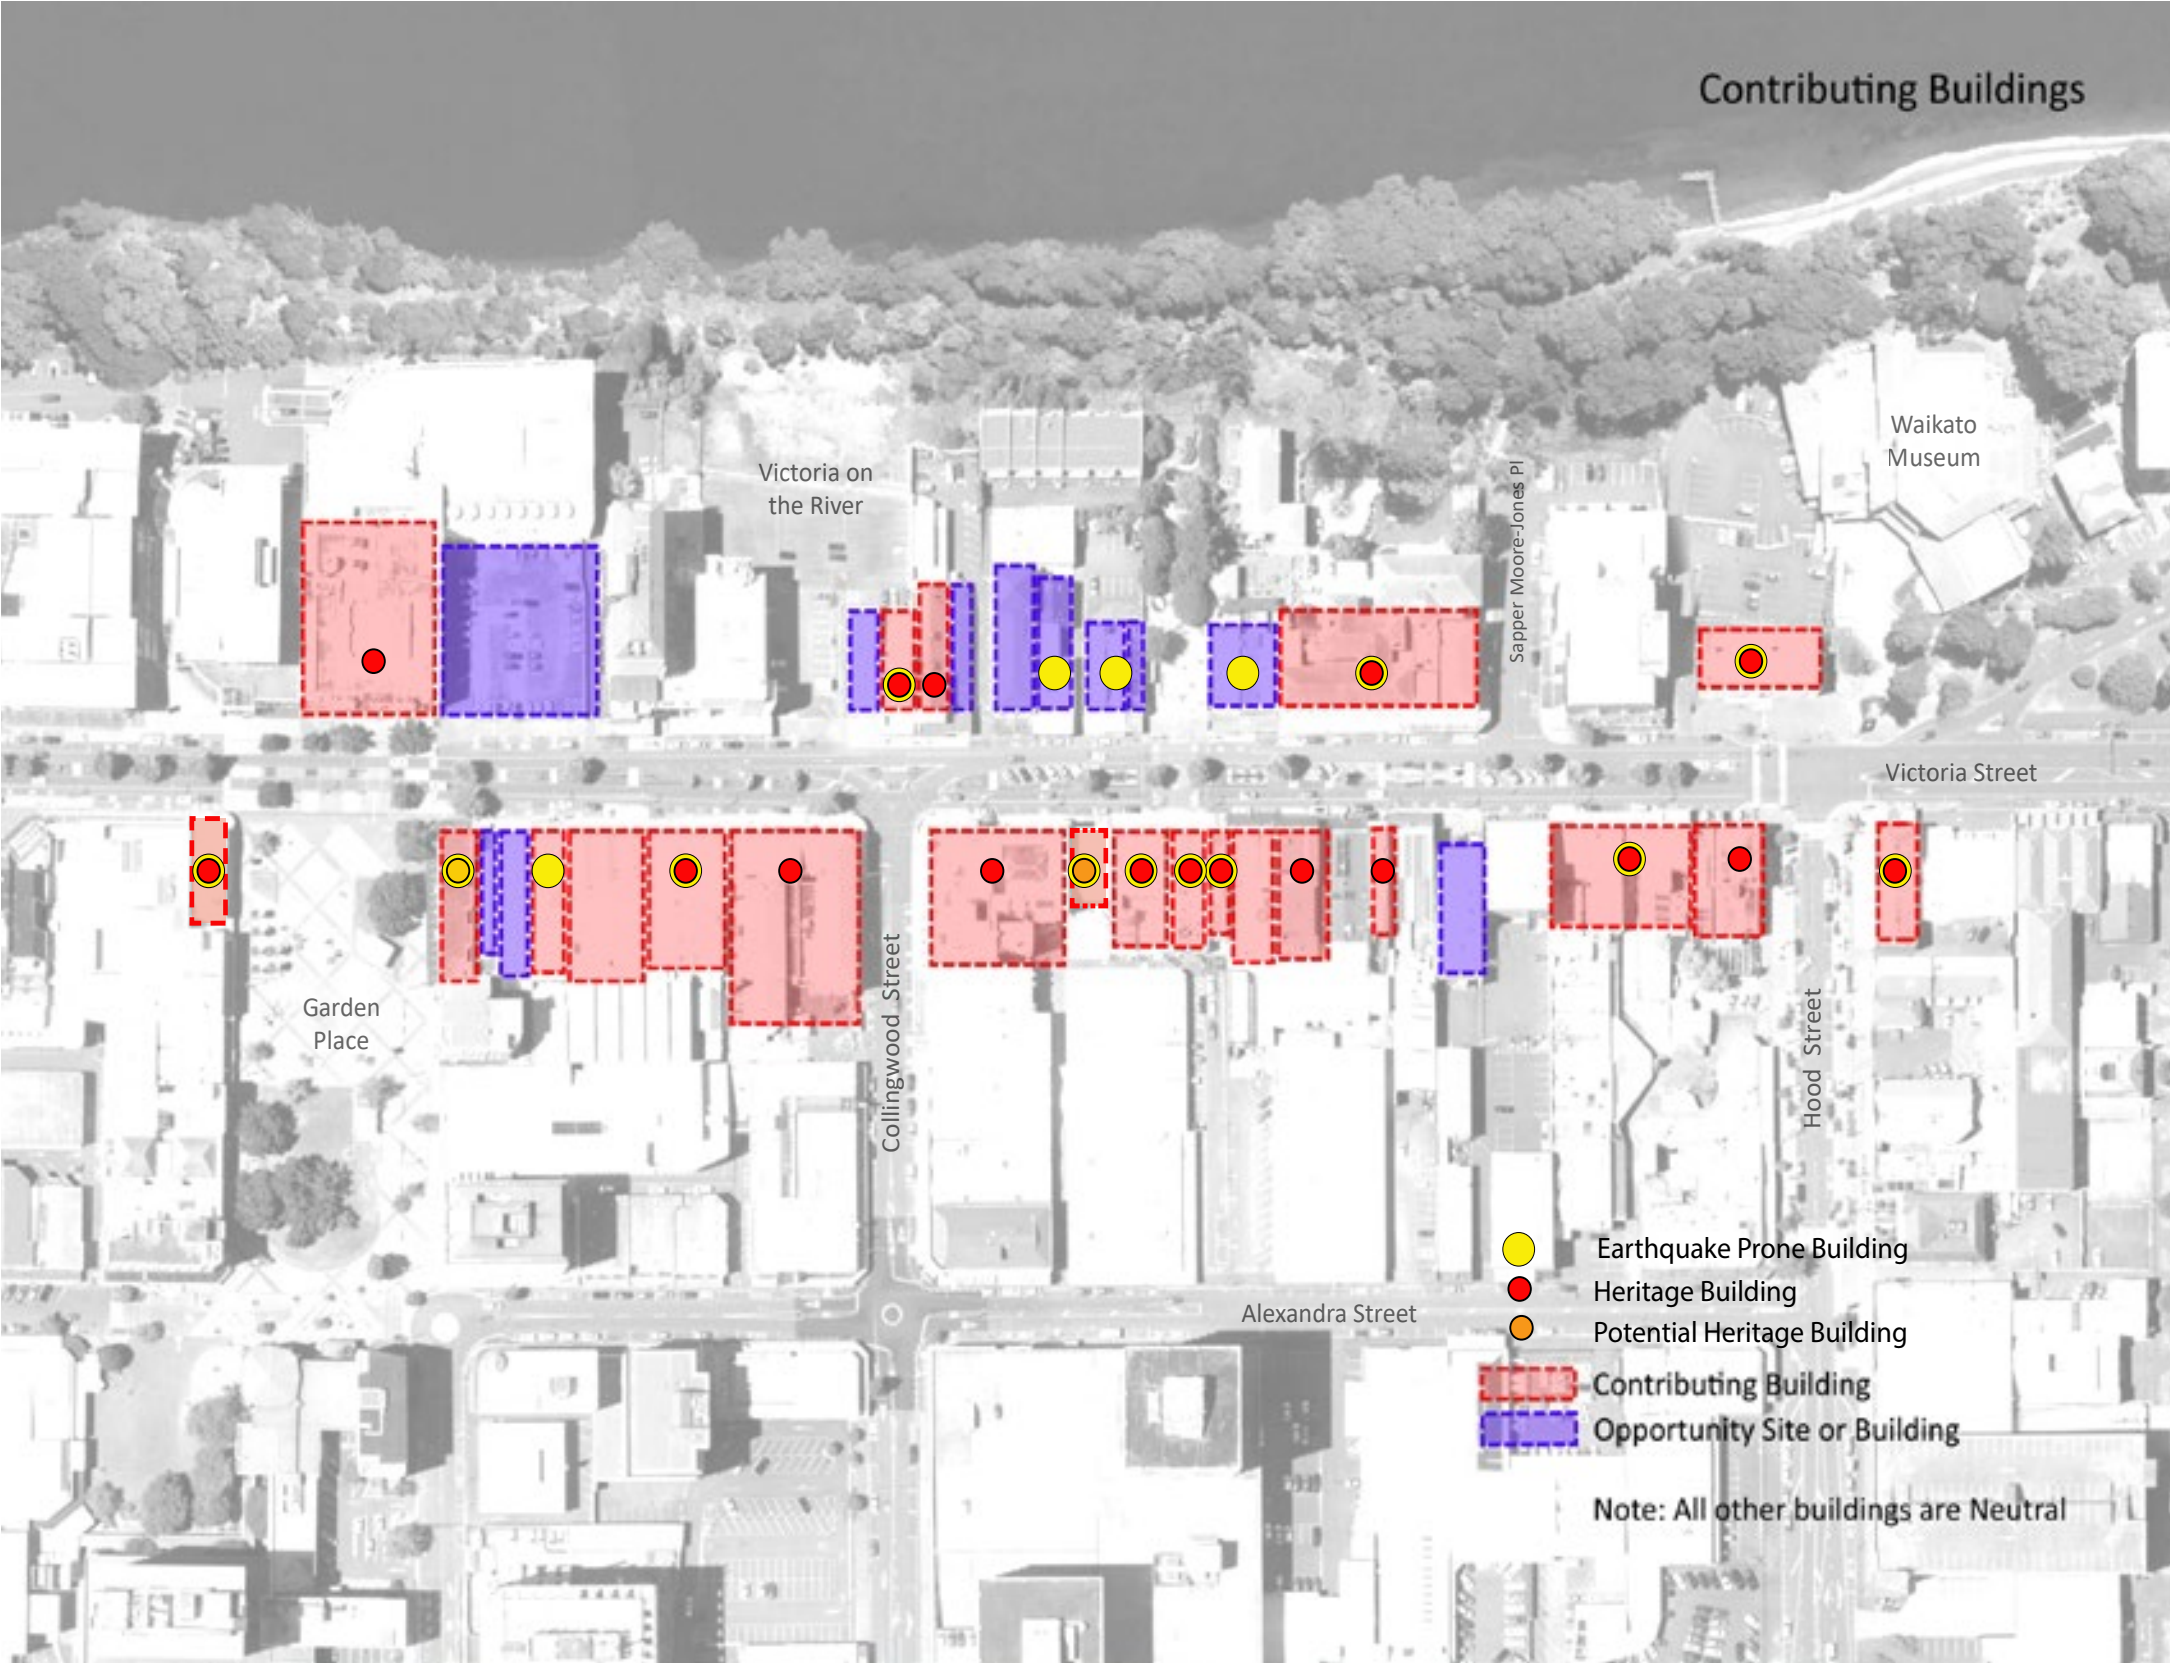 Contributing Buildings
Waikato
Museum
Victoria on
the River
Sapper Moore-Jones Pl
Victoria Street
Garden
Place
Collingwood Street
Hood Street
Alexandra Street
Earthquake Prone Building
Heritage Building
Potential Heritage Building
Contributing Building
Opportunity Site or Building
Note: All other buildings are Neutral